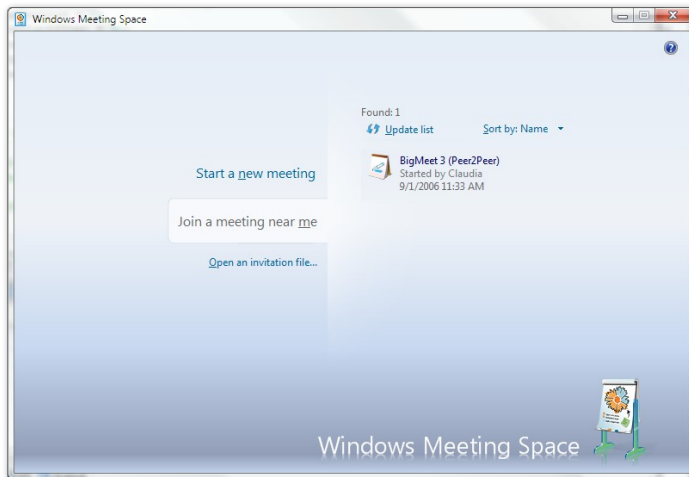 Windows Meeting Space
Found: 1
Update list
Sort by: Name
BigMeet 3 (Peer2Peer)
Started by Claudia
9/1/2006 11:33 AM
Start a new meeting
Join a meeting near me
Open an invitation file...
Windows Meeting Space